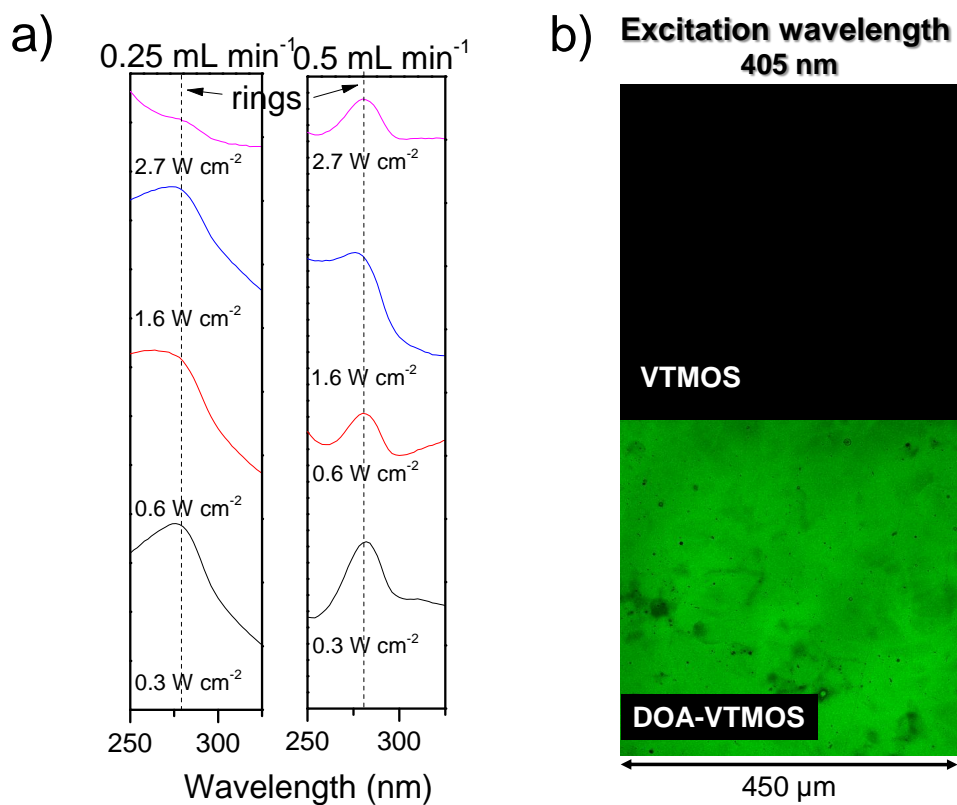 a)
0.25 mL min⁻¹ 0.5 mL min⁻¹
rings
2.7 W cm⁻²
1.6 W cm⁻²
0.6 W cm⁻²
0.3 W cm⁻²
2.7 W cm⁻²
1.6 W cm⁻²
0.6 W cm⁻²
0.3 W cm⁻²
250 300 250 300
Wavelength (nm)
b)
Excitation wavelength
405 nm
VTMOS
DOA-VTMOS
450 µm